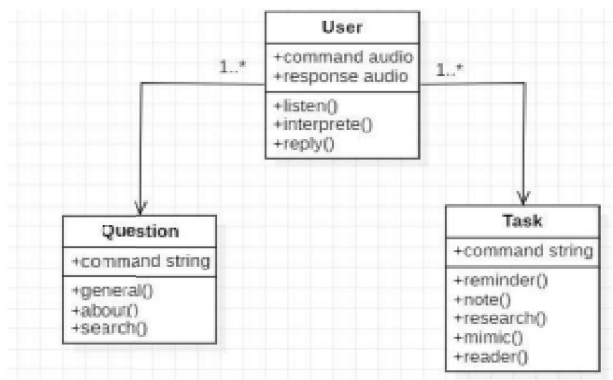 User
+command audio
+response audio
1..*
1..*
+listen()
+interprete()
+reply()
Question
+command string
+general()
+abour()
+search()
Task
+command string
+reminder()
+note()
+research()
+mimic()
+reader()